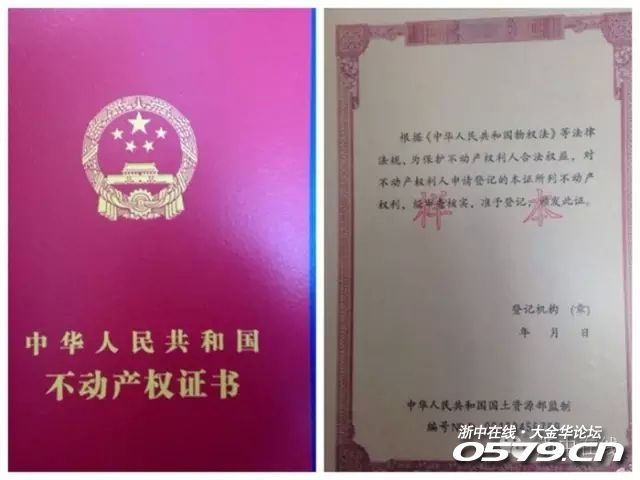 中华人民共和国
不动产权证书
根据《中华人民共和国物权法》等法律
法规，为保护不动产权利人合法权益，对
不动产权利人申请登记的本证所列不动产
权利，经审查核实，准予登记，颁发此证。
样 本
登记机构 (章)
年 月 日
中华人民共和国国土资源部监制
编号N
浙中在线·大金华论坛
0579.cn